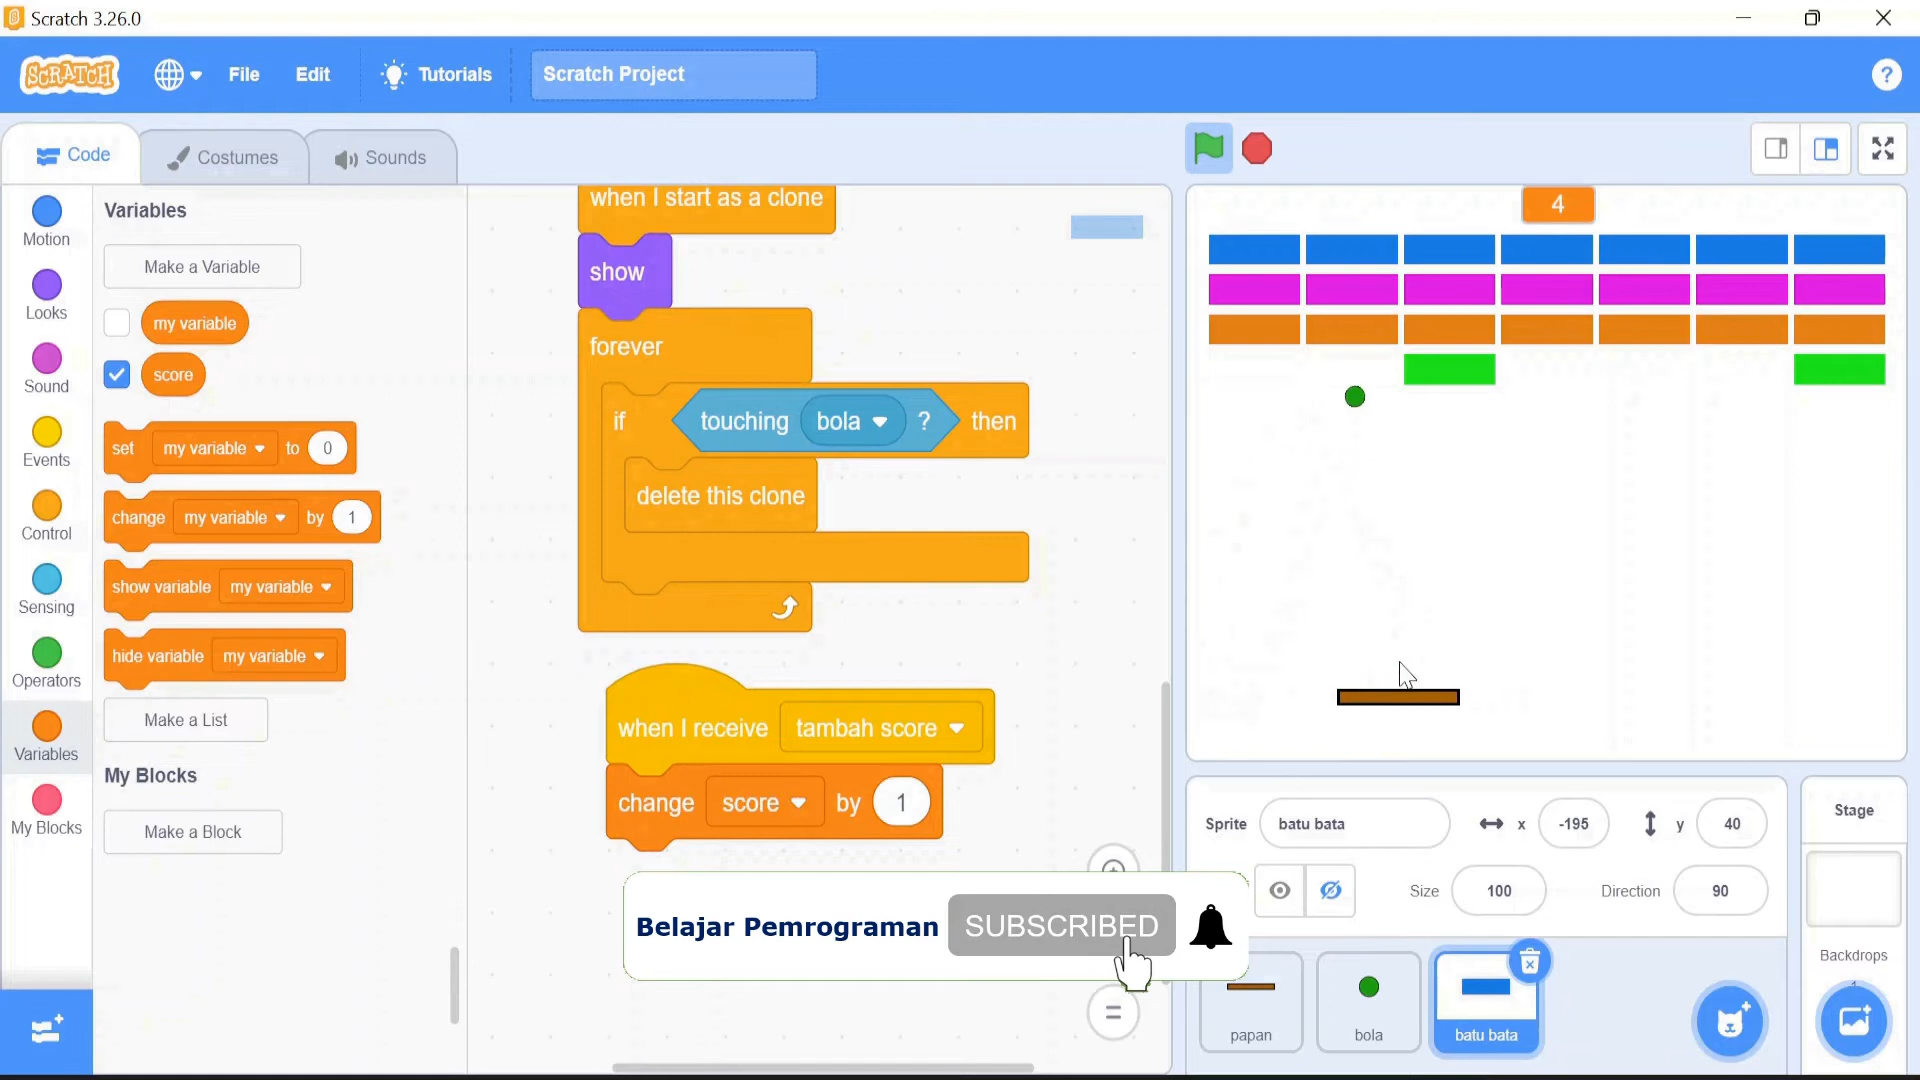 Scratch 3.26.0
SCRATCH
File
Edit
Tutorials
Scratch Project
?
Code
Costumes
Sounds
Motion
Looks
Sound
Events
Control
Sensing
Operators
Variables
My Blocks
Variables
Make a Variable
my variable
score
set my variable to 0
change my variable by 1
show variable my variable
hide variable my variable
Make a List
My Blocks
Make a Block
when I start as a clone
show
forever
if touching bola ? then
delete this clone
when I receive tambah score
change score by 1
4
Belajar Pemrograman SUBSCRIBED
Sprite batu bata x -195 y 40
Size 100 Direction 90
papan
bola
batu bata
Stage
Backdrops